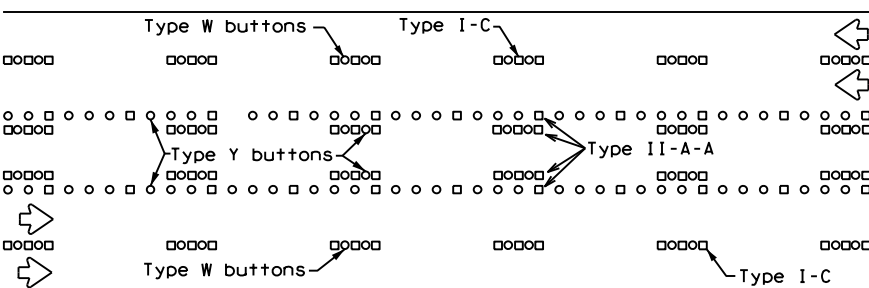 Type W buttons
Type I-C
Type Y buttons
Type II-A-A
Type W buttons
Type I-C